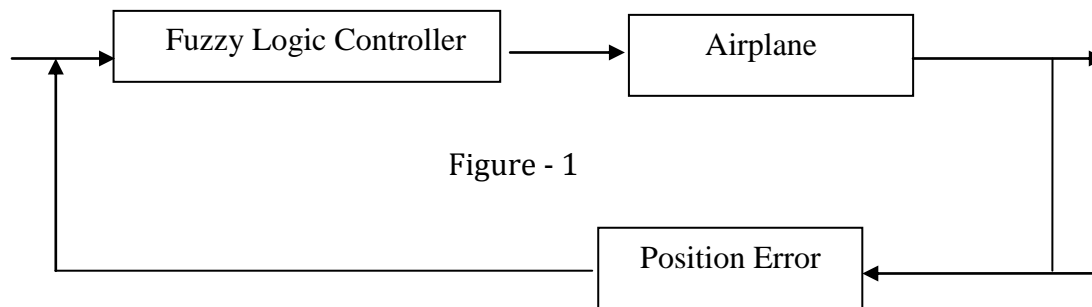 Fuzzy Logic Controller
Airplane
Figure - 1
Position Error